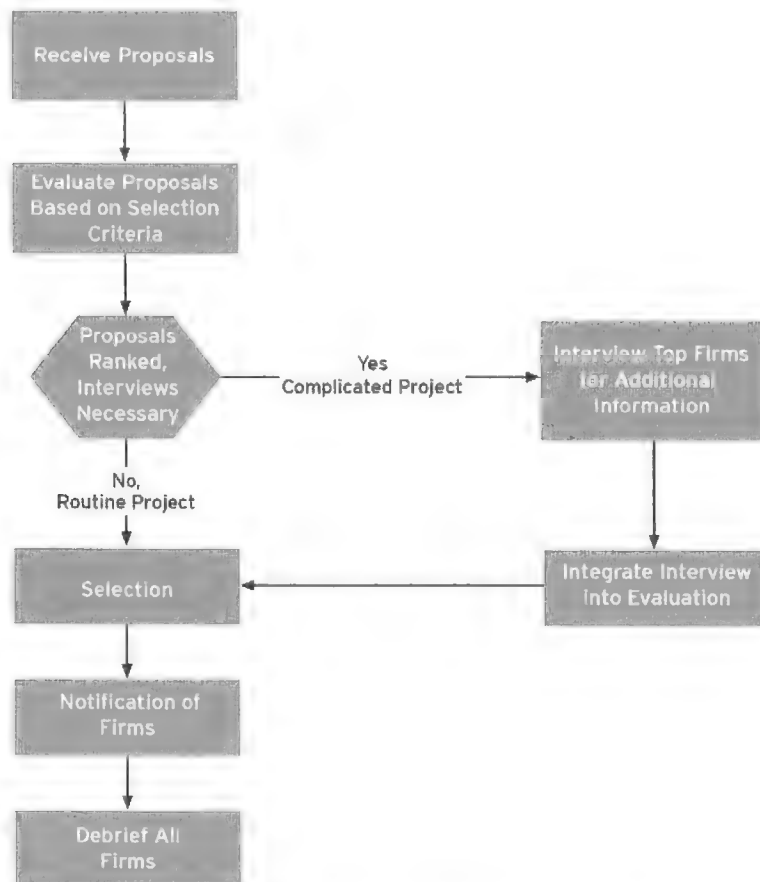 Receive Proposals
Evaluate Proposals
Based on Selection
Criteria
Proposals
Ranked,
Interviews
Necessary
Yes
Complicated Project
Interview Top Firms
for Additional
Information
No,
Routine Project
Selection
Integrate Interview
into Evaluation
Notification of
Firms
Debrief All
Firms